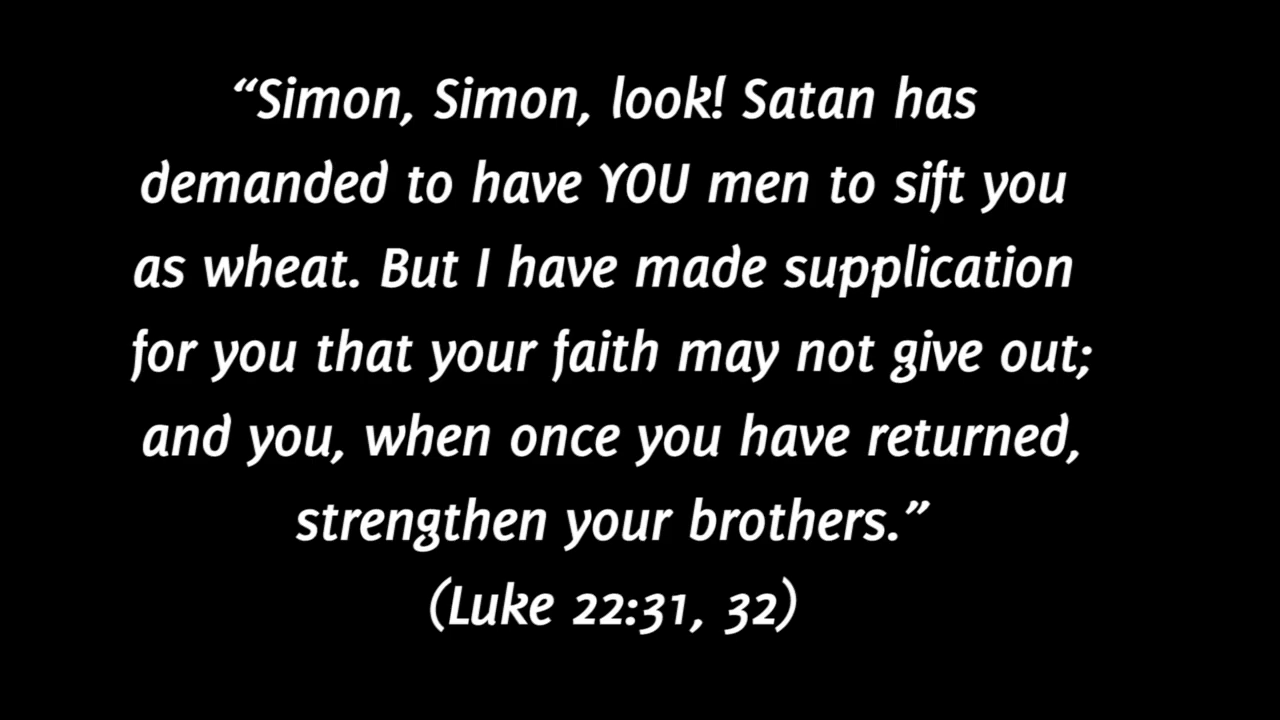 “Simon, Simon, look! Satan has
demanded to have YOU men to sift you
as wheat. But I have made supplication
for you that your faith may not give out;
and you, when once you have returned,
strengthen your brothers.”
(Luke 22:31, 32)